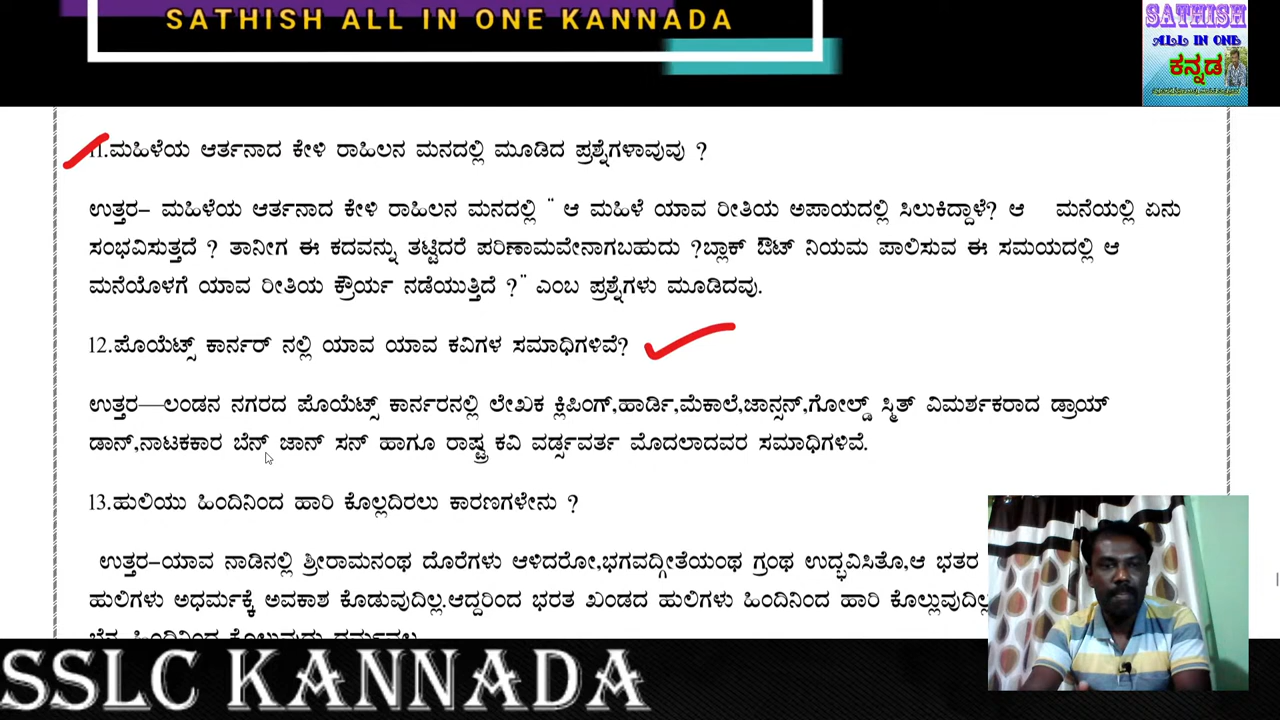 SATHISH ALL IN ONE KANNADA
SATHISH
ALL IN ONE
ಕನ್ನಡ
11.ಮಹಿಳೆಯ ಆರ್ತನಾದ ಕೇಳಿ ರಾಹಿಲನ ಮನದಲ್ಲಿ ಮೂಡಿದ ಪ್ರಶ್ನೆಗಳಾವುವು ?
ಉತ್ತರ– ಮಹಿಳೆಯ ಆರ್ತನಾದ ಕೇಳಿ ರಾಹಿಲನ ಮನದಲ್ಲಿ " ಆ ಮಹಿಳೆ ಯಾವ ರೀತಿಯ ಅಪಾಯದಲ್ಲಿ ಸಿಲುಕಿದ್ದಾಳೆ? ಆ ಮನೆಯಲ್ಲಿ ಏನು
ಸಂಭವಿಸುತ್ತದೆ ? ತಾನೀಗ ಈ ಕದವನ್ನು ತಟ್ಟಿದರೆ ಪರಿಣಾಮವೇನಾಗಬಹುದು ?ಬ್ಲಾಕ್ ಔಟ್ ನಿಯಮ ಪಾಲಿಸುವ ಈ ಸಮಯದಲ್ಲಿ ಆ
ಮನೆಯೊಳಗೆ ಯಾವ ರೀತಿಯ ಕ್ರೌರ್ಯ ನಡೆಯುತ್ತಿದೆ ?" ಎಂಬ ಪ್ರಶ್ನೆಗಳು ಮೂಡಿದವು.
12.ಪೊಯೆಟ್ಸ್ ಕಾರ್ನರ್ ನಲ್ಲಿ ಯಾವ ಯಾವ ಕವಿಗಳ ಸಮಾಧಿಗಳಿವೆ?
ಉತ್ತರ—ಲಂಡನ ನಗರದ ಪೊಯೆಟ್ಸ್ ಕಾರ್ನರನಲ್ಲಿ ಲೇಖಕ ಕ್ಲಿಪಿಂಗ್,ಹಾರ್ಡಿ,ಮೆಕಾಲೆ,ಜಾನ್ಸನ್,ಗೋಲ್ಡ್ ಸ್ಮಿತ್ ವಿಮರ್ಶಕರಾದ ಡ್ರಾಯ್
ಡಾನ್,ನಾಟಕಕಾರ ಬೆನ್ ಜಾನ್ ಸನ್ ಹಾಗೂ ರಾಷ್ಟ್ರ ಕವಿ ವರ್ಡ್ಸವರ್ತ ಮೊದಲಾದವರ ಸಮಾಧಿಗಳಿವೆ.
13.ಹುಲಿಯು ಹಿಂದಿನಿಂದ ಹಾರಿ ಕೊಲ್ಲದಿರಲು ಕಾರಣಗಳೇನು ?
ಉತ್ತರ–ಯಾವ ನಾಡಿನಲ್ಲಿ ಶ್ರೀರಾಮನಂಥ ದೊರೆಗಳು ಆಳಿದರೋ,ಭಗವದ್ಗೀತೆಯಂಥ ಗ್ರಂಥ ಉದ್ಭವಿಸಿತೊ,ಆ ಭತರ
ಹುಲಿಗಳು ಅಧರ್ಮಕ್ಕೆ ಅವಕಾಶ ಕೊಡುವುದಿಲ್ಲ.ಆದ್ದರಿಂದ ಭರತ ಖಂಡದ ಹುಲಿಗಳು ಹಿಂದಿನಿಂದ ಹಾರಿ ಕೊಲ್ಲುವುದಿಲ್ಲ
SSLC KANNADA